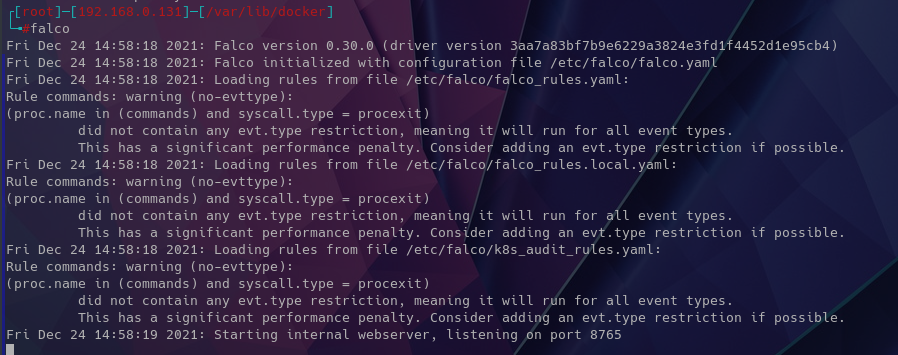 ┌[root]─[192.168.0.131]─[/var/lib/docker]
└╼#falco
Fri Dec 24 14:58:18 2021: Falco version 0.30.0 (driver version 3aa7a83bf7b9e6229a3824e3fd1f4452d1e95cb4)
Fri Dec 24 14:58:18 2021: Falco initialized with configuration file /etc/falco/falco.yaml
Fri Dec 24 14:58:18 2021: Loading rules from file /etc/falco/falco_rules.yaml:
Rule commands: warning (no-evttype):
(proc.name in (commands) and syscall.type = procexit)
         did not contain any evt.type restriction, meaning it will run for all event types.
         This has a significant performance penalty. Consider adding an evt.type restriction if possible.
Fri Dec 24 14:58:18 2021: Loading rules from file /etc/falco/falco_rules.local.yaml:
Rule commands: warning (no-evttype):
(proc.name in (commands) and syscall.type = procexit)
         did not contain any evt.type restriction, meaning it will run for all event types.
         This has a significant performance penalty. Consider adding an evt.type restriction if possible.
Fri Dec 24 14:58:18 2021: Loading rules from file /etc/falco/k8s_audit_rules.yaml:
Rule commands: warning (no-evttype):
(proc.name in (commands) and syscall.type = procexit)
         did not contain any evt.type restriction, meaning it will run for all event types.
         This has a significant performance penalty. Consider adding an evt.type restriction if possible.
Fri Dec 24 14:58:19 2021: Starting internal webserver, listening on port 8765